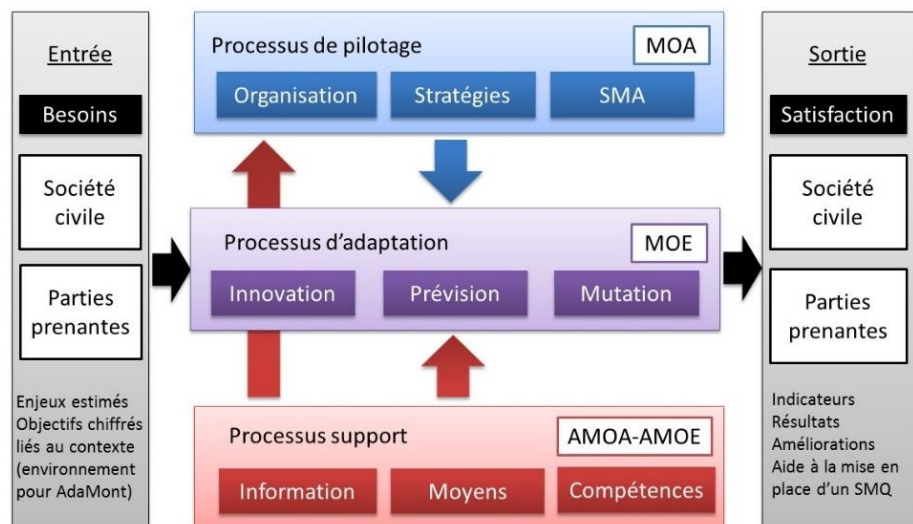 Entrée
Besoins
Société
civile
Parties
prenantes
Enjeux estimés
Objectifs chiffrés
liés au contexte
(environnement
pour AdaMont)
Processus de pilotage
MOA
Organisation
Stratégies
SMA
Processus d'adaptation
MOE
Innovation
Prévision
Mutation
Processus support
AMOA-AMOE
Information
Moyens
Compétences
Sortie
Satisfaction
Société
civile
Parties
prenantes
Indicateurs
Résultats
Améliorations
Aide à la mise en
place d'un SMQ